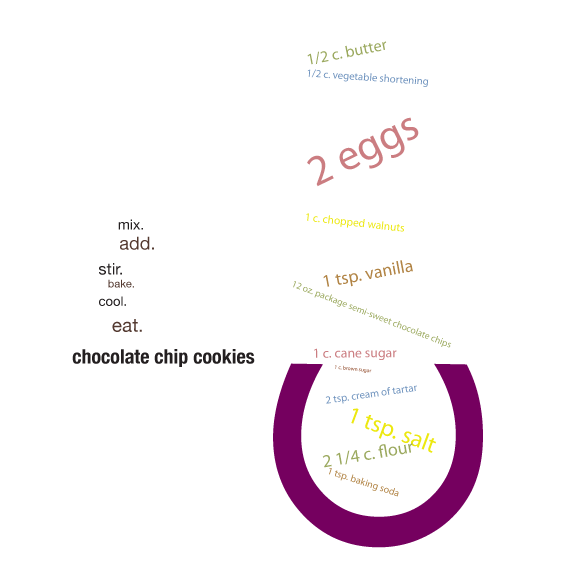 mix.
add.
stir.
bake.
cool.
eat.
chocolate chip cookies
1/2 c. butter
1/2 c. vegetable shortening
2 eggs
1 c. chopped walnuts
1 tsp. vanilla
12 oz. package semi-sweet chocolate chips
1 c. cane sugar
1 c. brown sugar
2 tsp. cream of tartar
1 tsp. salt
2 1/4 c. flour
1 tsp. baking soda